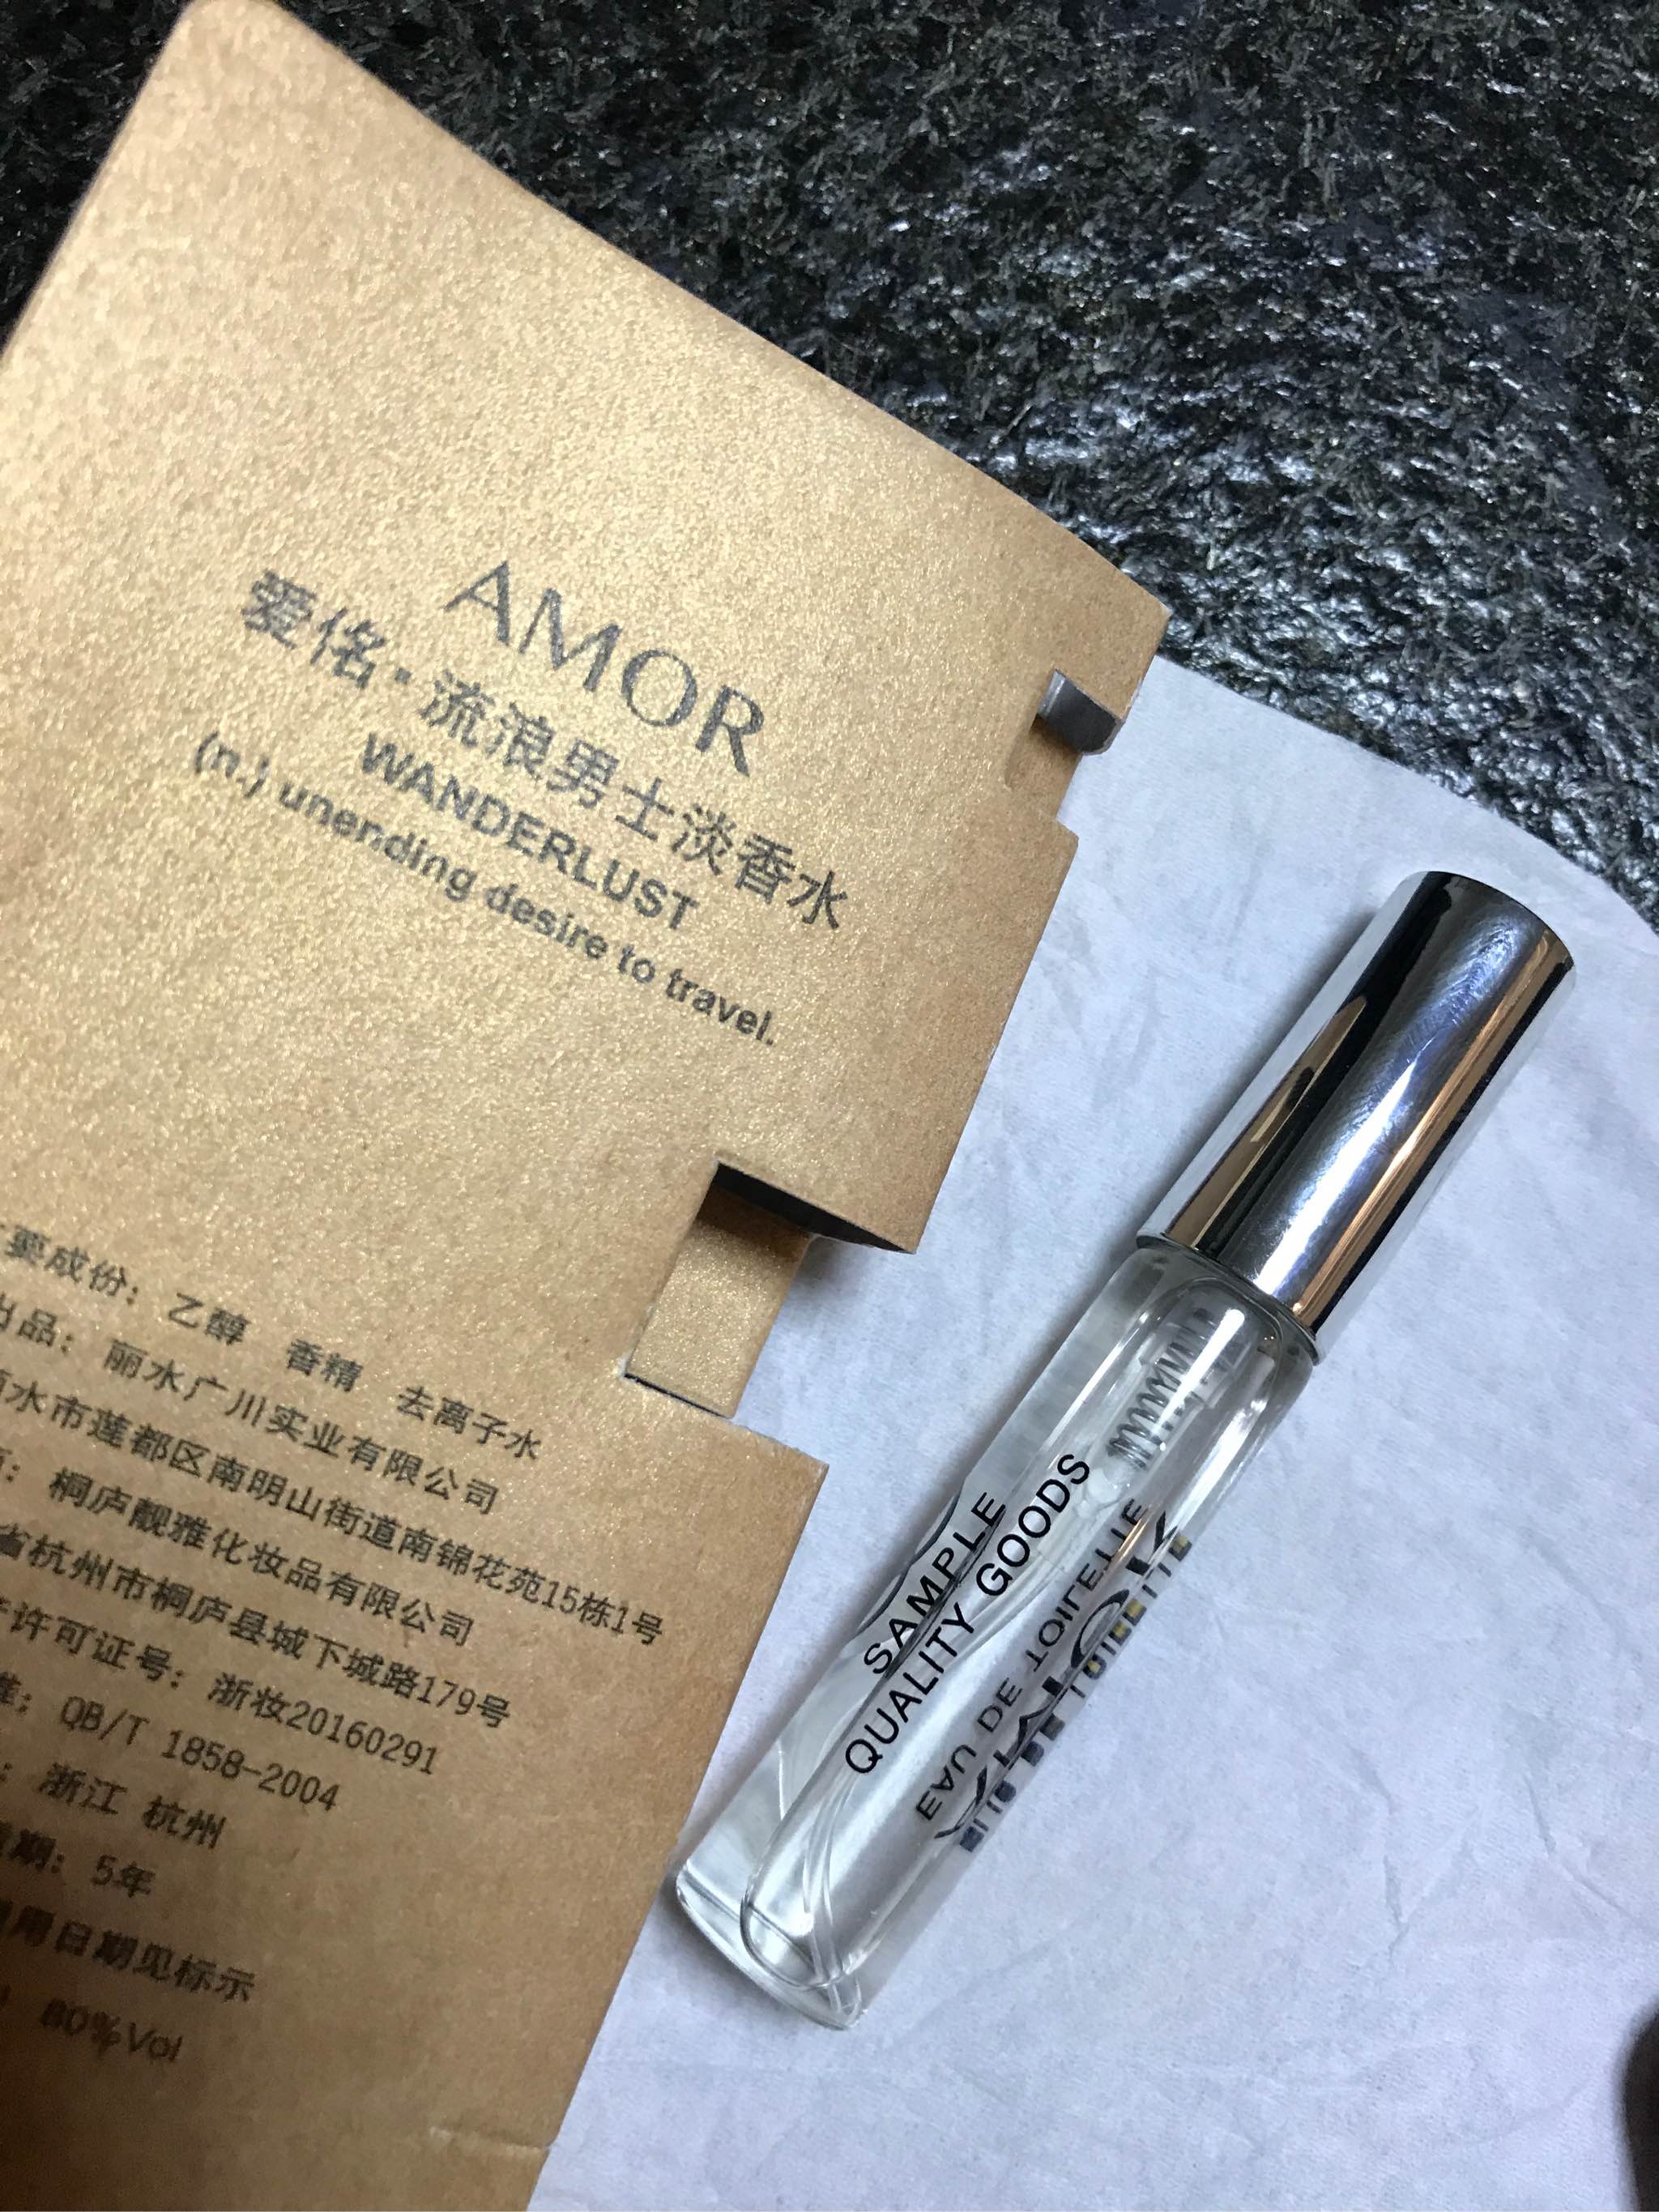 AMOR
爱佲·流浪男士淡香水
WANDERLUST
(n.) unending desire to travel.
要成份：乙醇 香精 去离子水
出品：丽水广川实业有限公司
水市莲都区南明山街道南锦花苑15栋1号
桐庐靓雅化妆品有限公司
省杭州市桐庐县城下城路179号
许可证号：浙妆20160291
准：QB/T 1858-2004
：浙江 杭州
期：5年
用日期见标示
80%Vol
SAMPLE
QUALITY GOODS
EAU DE TOILETTE